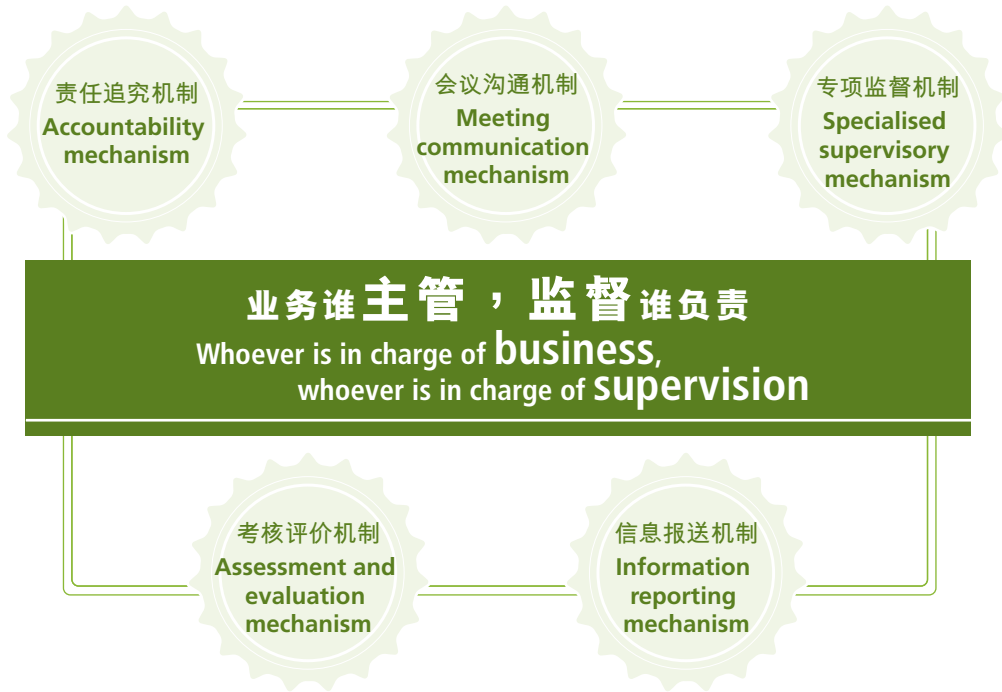 责任追究机制
Accountability
mechanism
会议沟通机制
Meeting
communication
mechanism
专项监督机制
Specialised
supervisory
mechanism
业务谁主管，监督谁负责
Whoever is in charge of business,
whoever is in charge of supervision
考核评价机制
Assessment and
evaluation
mechanism
信息报送机制
Information
reporting
mechanism